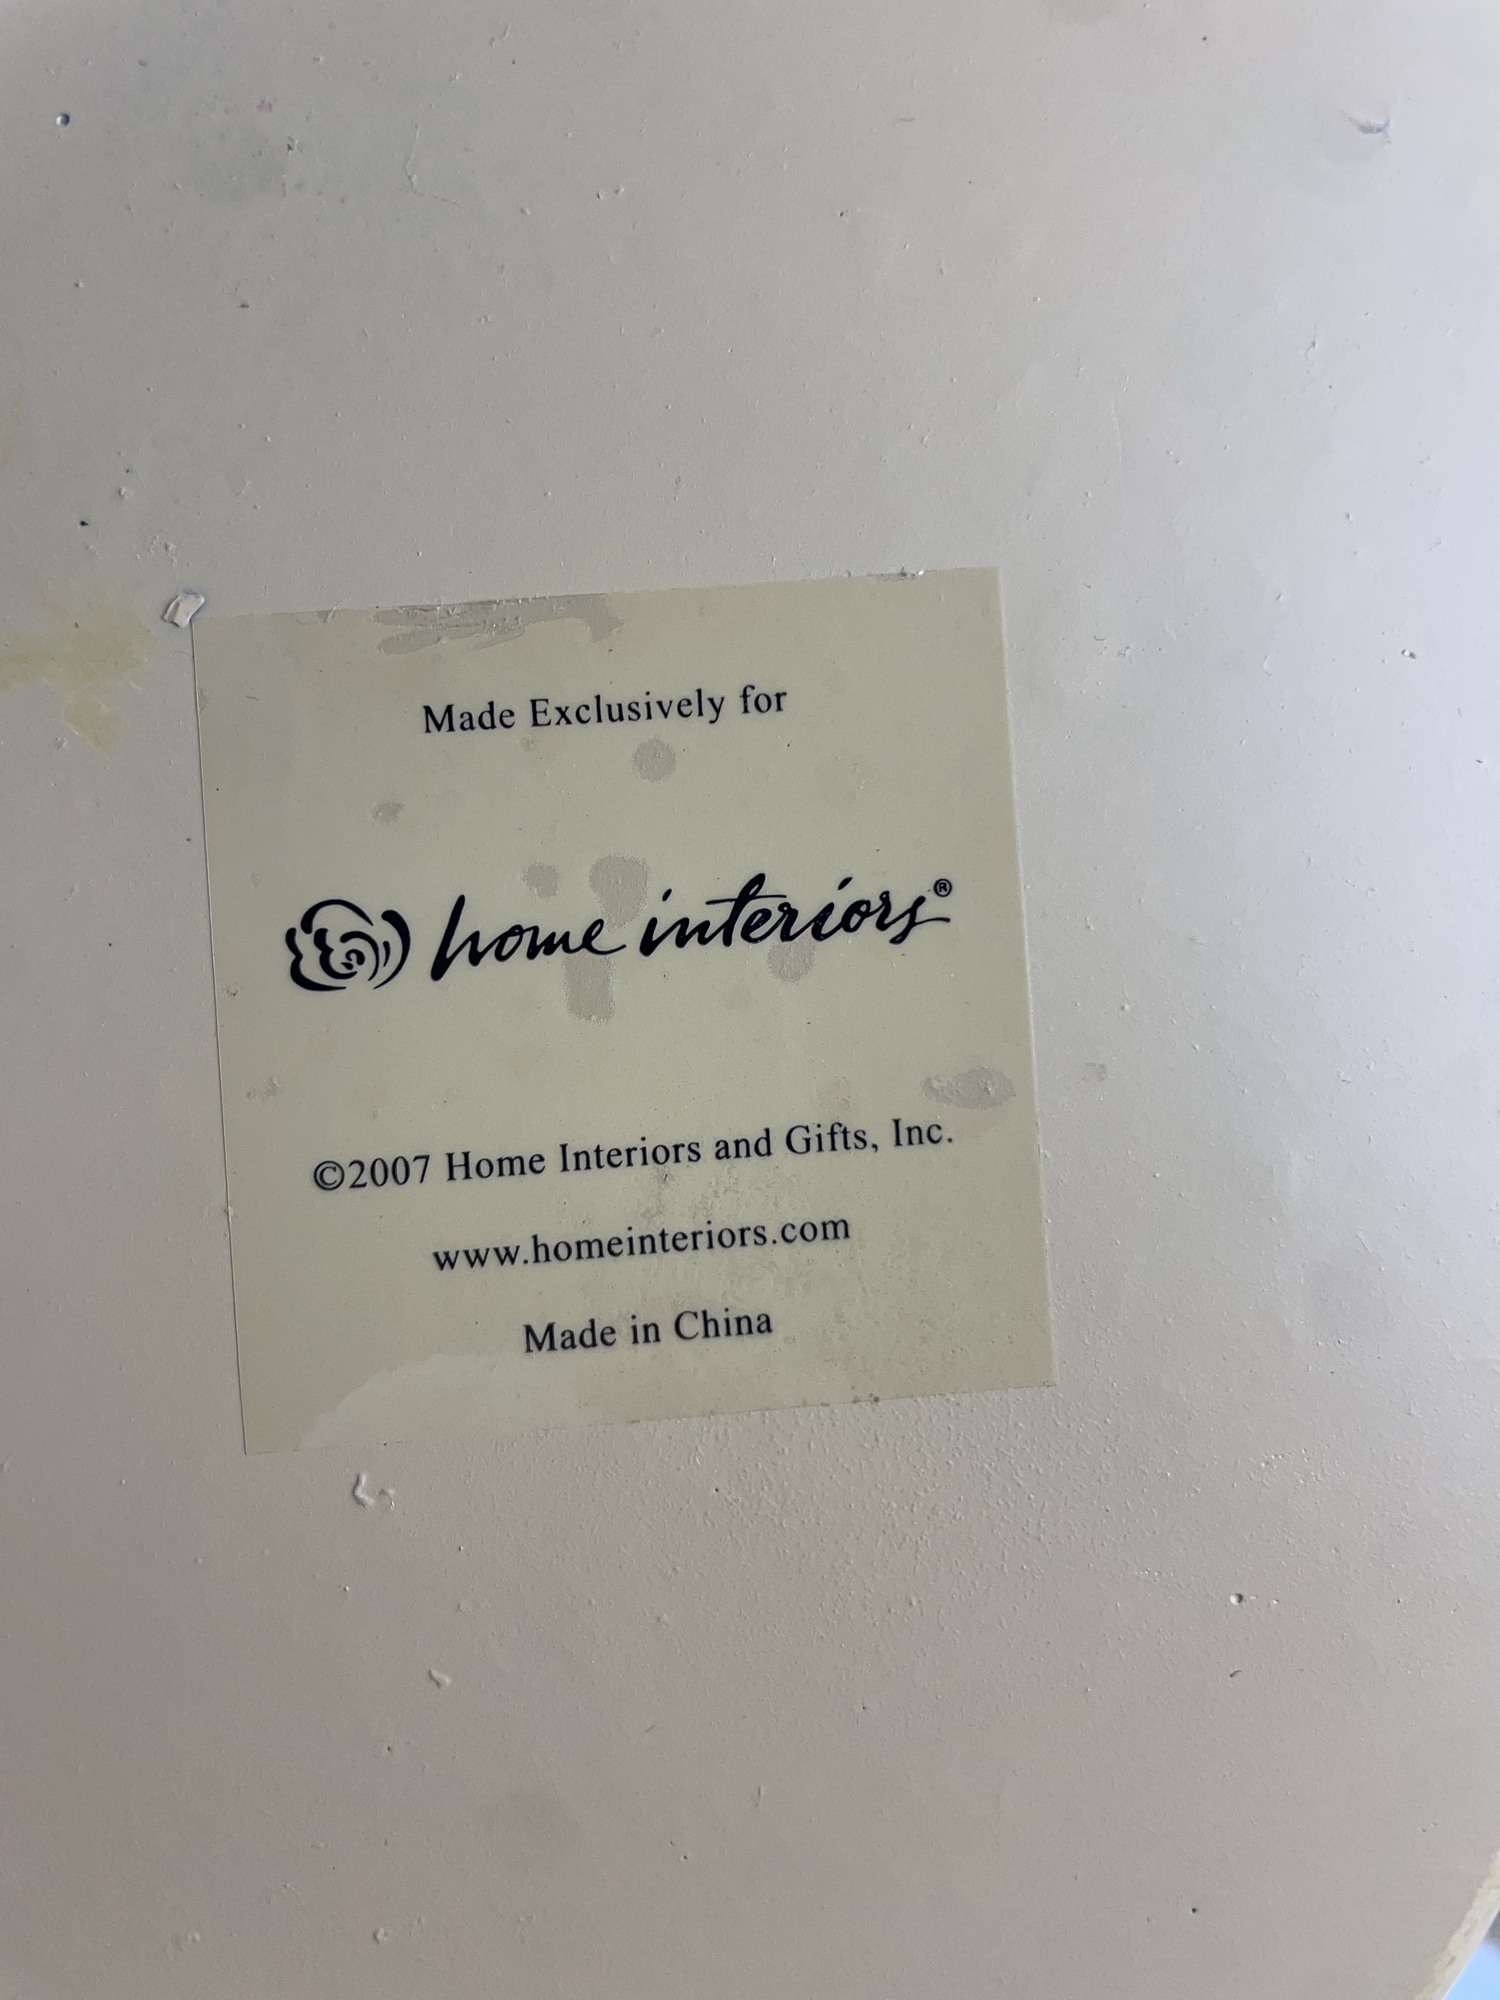 Made Exclusively for
home interiors®
©2007 Home Interiors and Gifts, Inc.
www.homeinteriors.com
Made in China